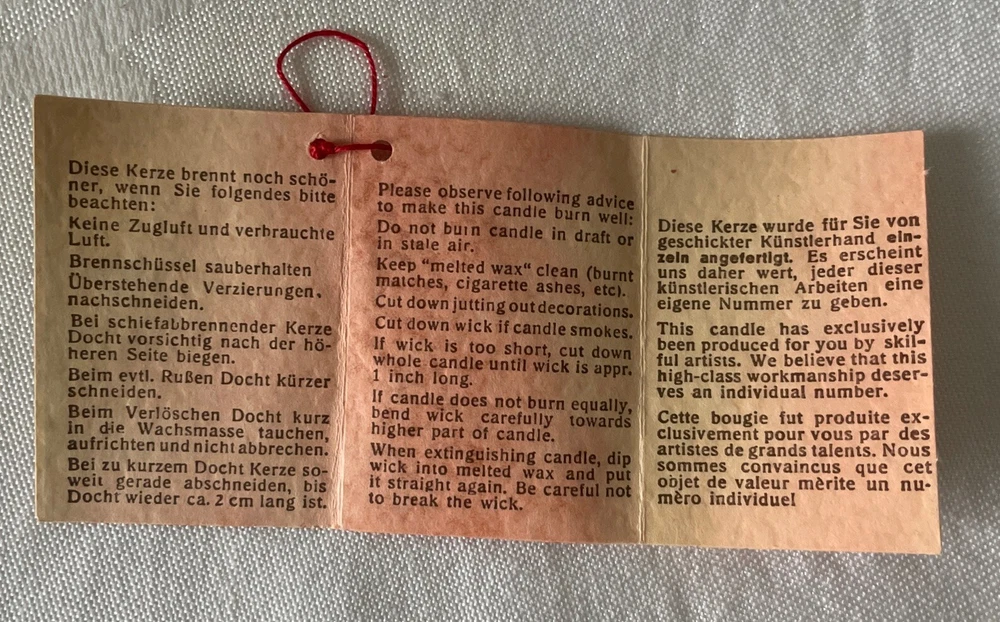 Diese Kerze brennt noch schö-
ner, wenn Sie folgendes bitte
beachten:
Keine Zugluft und verbrauchte
Luft.
Brennschüssel sauberhalten
Überstehende Verzierungen.
nachschneiden.
Bei schiefabbrennender Kerze
Docht vorsichtig nach der hö-
heren Seite biegen.
Beim evtl. Rußen Docht kürzer
schneiden.
Beim Verlöschen Docht kurz
in die Wachsmasse tauchen,
aufrichten und nicht abbrechen.
Bei zu kurzem Docht Kerze so-
weit gerade abschneiden, bis
Docht wieder ca. 2 cm lang ist.
Please observe following advice
to make this candle burn well:
Do not burn candle in draft or
in stale air.
Keep "melted wax" clean (burnt
matches, cigarette ashes, etc).
Cut down jutting out decorations.
Cut down wick if candle smokes.
If wick is too short, cut down
whole candle until wick is appr.
1 inch long.
If candle does not burn equally,
bend wick carefully towards
higher part of candle.
When extinguishing candle, dip
wick into melted wax and put
it straight again. Be careful not
to break the wick.
Diese Kerze wurde für Sie von
geschickter Künstlerhand ein-
zeln angefertigt. Es erscheint
uns daher wert, jeder dieser
künstlerischen Arbeiten eine
eigene Nummer zu geben.
This candle has exclusively
been produced for you by skil-
ful artists. We believe that this
high-class workmanship deser-
ves an individual number.
Cette bougie fut produite ex-
clusivement pour vous par des
artistes de grands talents. Nous
sommes convaincus que cet
objet de valeur mèrite un nu-
mèro individuel